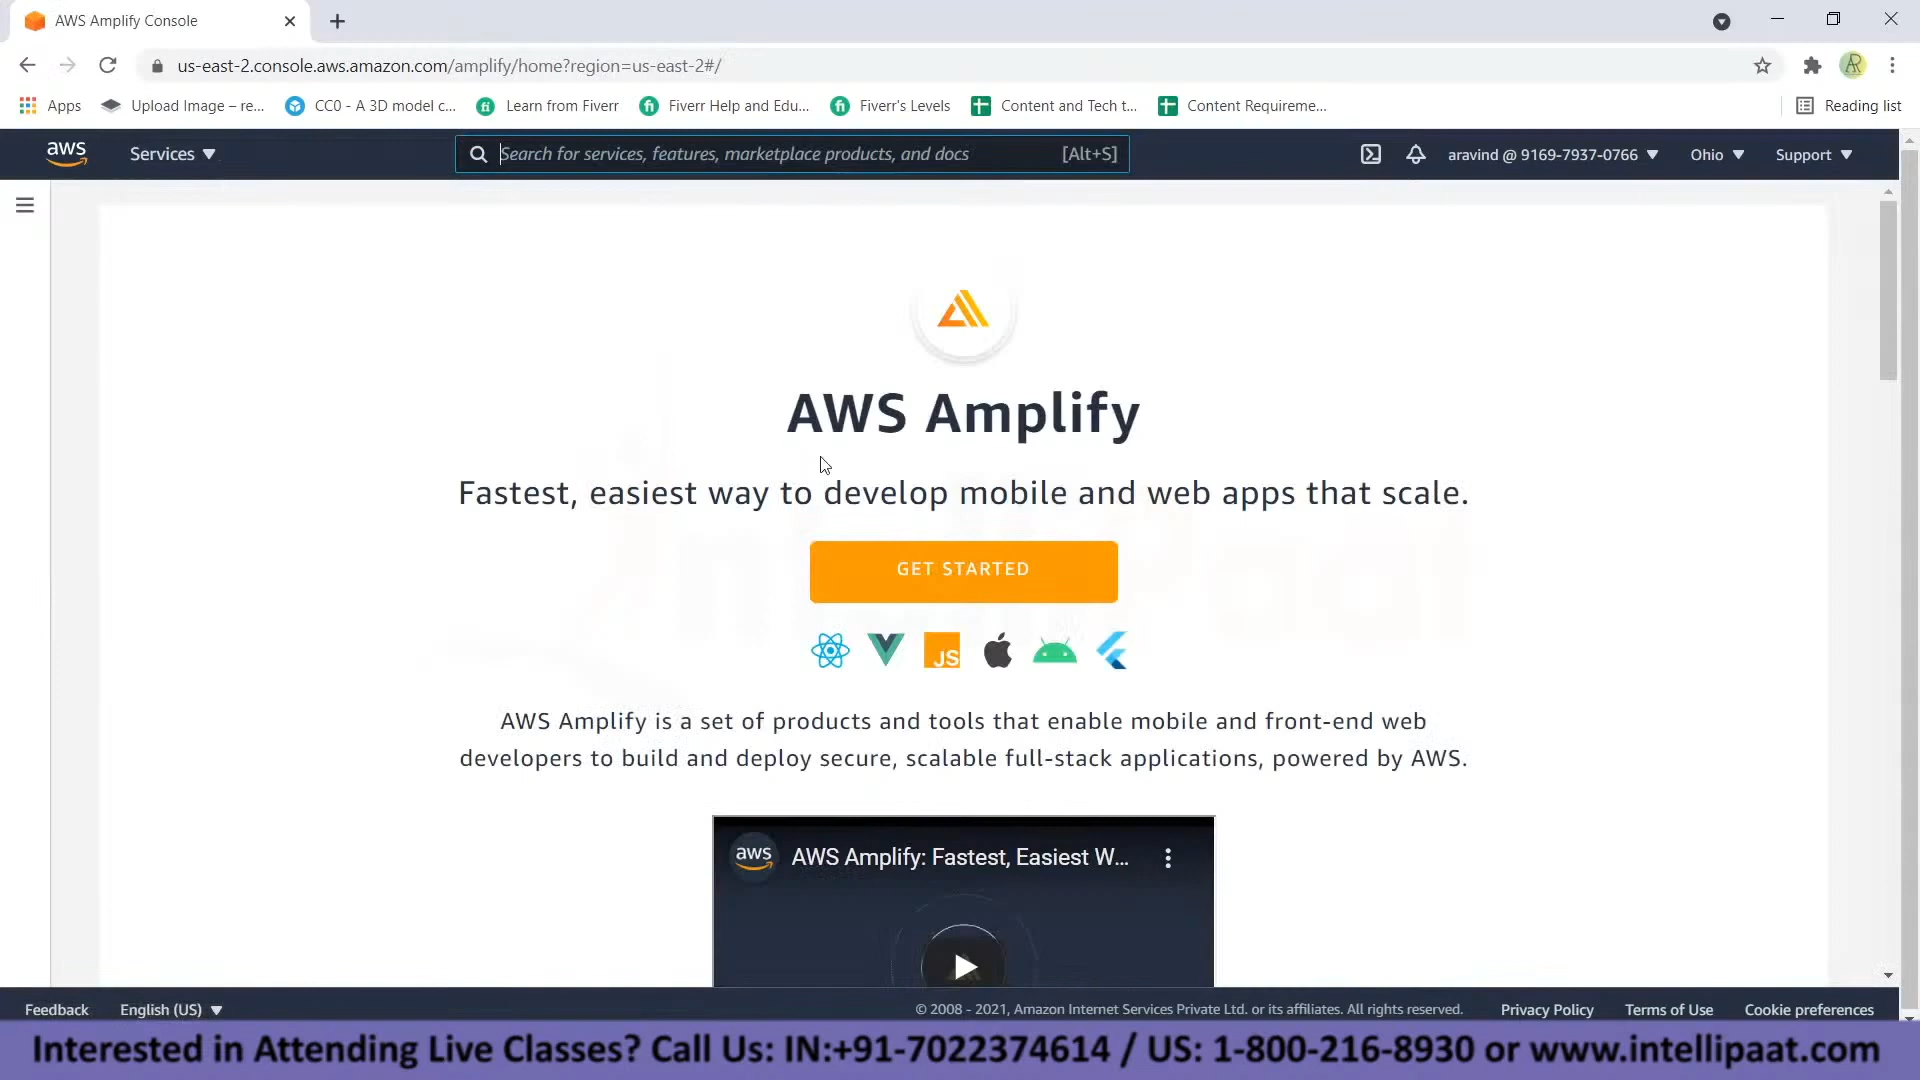 AWS Amplify Console
us-east-2.console.aws.amazon.com/amplify/home?region=us-east-2#/
Apps
Upload Image – re...
CC0 - A 3D model c...
Learn from Fiverr
Fiverr Help and Edu...
Fiverr's Levels
Content and Tech t...
Content Requireme...
Reading list
aws
Services
Search for services, features, marketplace products, and docs
[Alt+S]
aravind @ 9169-7937-0766
Ohio
Support
AWS Amplify
Fastest, easiest way to develop mobile and web apps that scale.
GET STARTED
JS
AWS Amplify is a set of products and tools that enable mobile and front-end web
developers to build and deploy secure, scalable full-stack applications, powered by AWS.
aws
AWS Amplify: Fastest, Easiest W...
Feedback
English (US)
© 2008 - 2021, Amazon Internet Services Private Ltd. or its affiliates. All rights reserved.
Privacy Policy
Terms of Use
Cookie preferences
Interested in Attending Live Classes? Call Us: IN:+91-7022374614 / US: 1-800-216-8930 or www.intellipaat.com